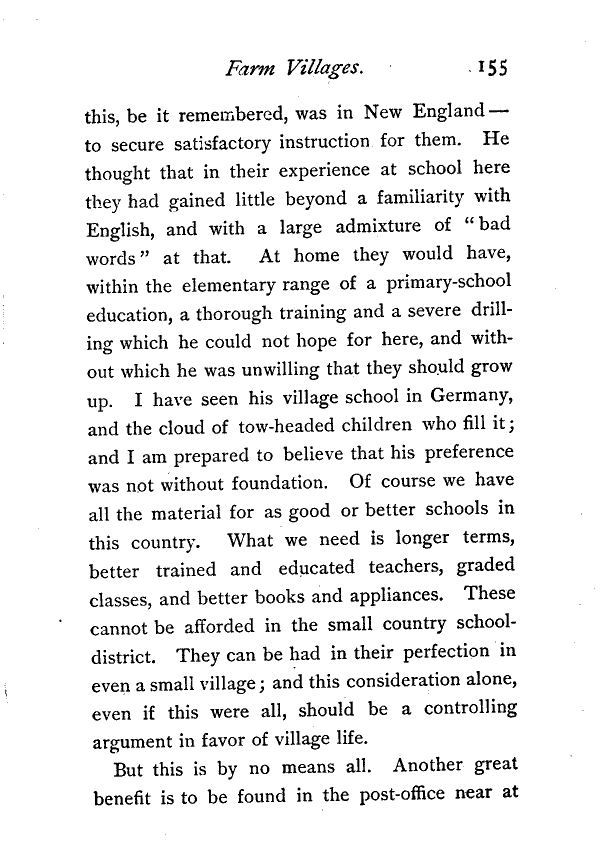 Farm Villages. 155
this, be it remembered, was in New England—
to secure satisfactory instruction for them. He
thought that in their experience at school here
they had gained little beyond a familiarity with
English, and with a large admixture of “bad
words” at that. At home they would have,
within the elementary range of a primary-school
education, a thorough training and a severe drill-
ing which he could not hope for here, and with-
out which he was unwilling that they should grow
up. I have seen his village school in Germany,
and the cloud of tow-headed children who fill it;
and I am prepared to believe that his preference
was not without foundation. Of course we have
all the material for as good or better schools in
this country. What we need is longer terms,
better trained and educated teachers, graded
classes, and better books and appliances. These
cannot be afforded in the small country school-
district. They can be had in their perfection in
even a small village; and this consideration alone,
even if this were all, should be a controlling
argument in favor of village life.
But this is by no means all. Another great
benefit is to be found in the post-office near at